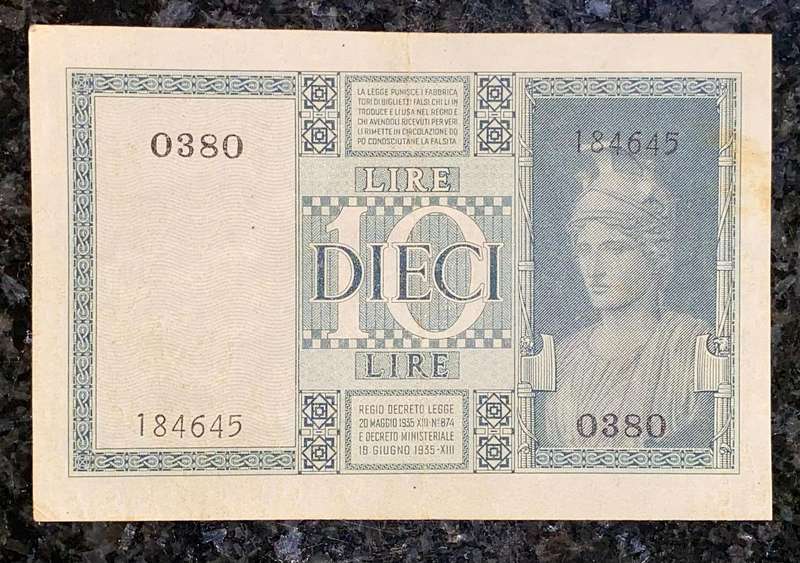 0380
184645
LA LEGGE PUNISCE I FABBRICA
TORI DI BIGLIETTI FALSI CHI LI IN
TRODUCE E LI USA NEL REGNO E
CHI AVENDOLI RICEVUTI PER VERI
LI RIMETTE IN CIRCOLAZIONE DO
PO CONOSCIUTANE LA FALSITA
LIRE
10
DIECI
LIRE
REGIO DECRETO LEGGE
20 MAGGIO 1935 XIII-N°874
E DECRETO MINISTERIALE
18 GIUGNO 1935-XIII
184645
0380